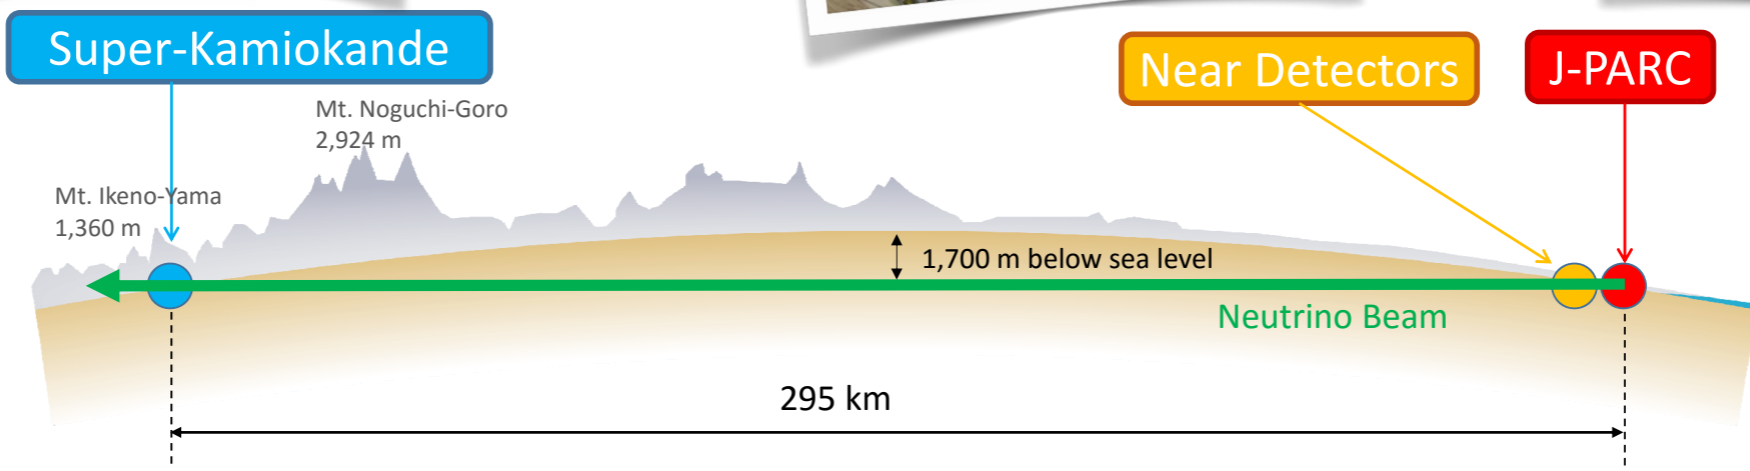 Super-Kamiokande
Near Detectors
J-PARC
Mt. Noguchi-Goro
2,924 m
Mt. Ikeno-Yama
1,360 m
1,700 m below sea level
Neutrino Beam
295 km